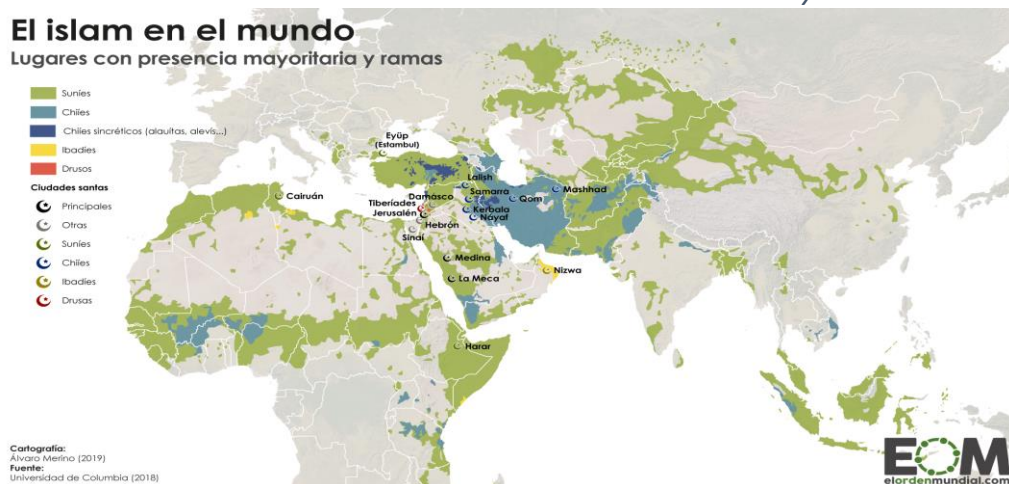 El islam en el mundo
Lugares con presencia mayoritaria y ramas
Suníes
Chiíes
Chiíes sincréticos (alauítas, alevís...)
Ibadíes
Drusos
Ciudades santas
Principales
Otras
Suníes
Chiíes
Ibadíes
Drusas
Eyüp
(Estambul)
Cairuán
Lalish
Mashhad
Damasco
Samarra
Qom
Tiberíades
Kerbala
Jerusalén
Náyaf
Hebrón
Sinaí
Medina
Nizwa
La Meca
Harar
Cartografía:
Álvaro Merino (2019)
Fuente:
Universidad de Columbia (2018)
EOM
elordenmundial.com